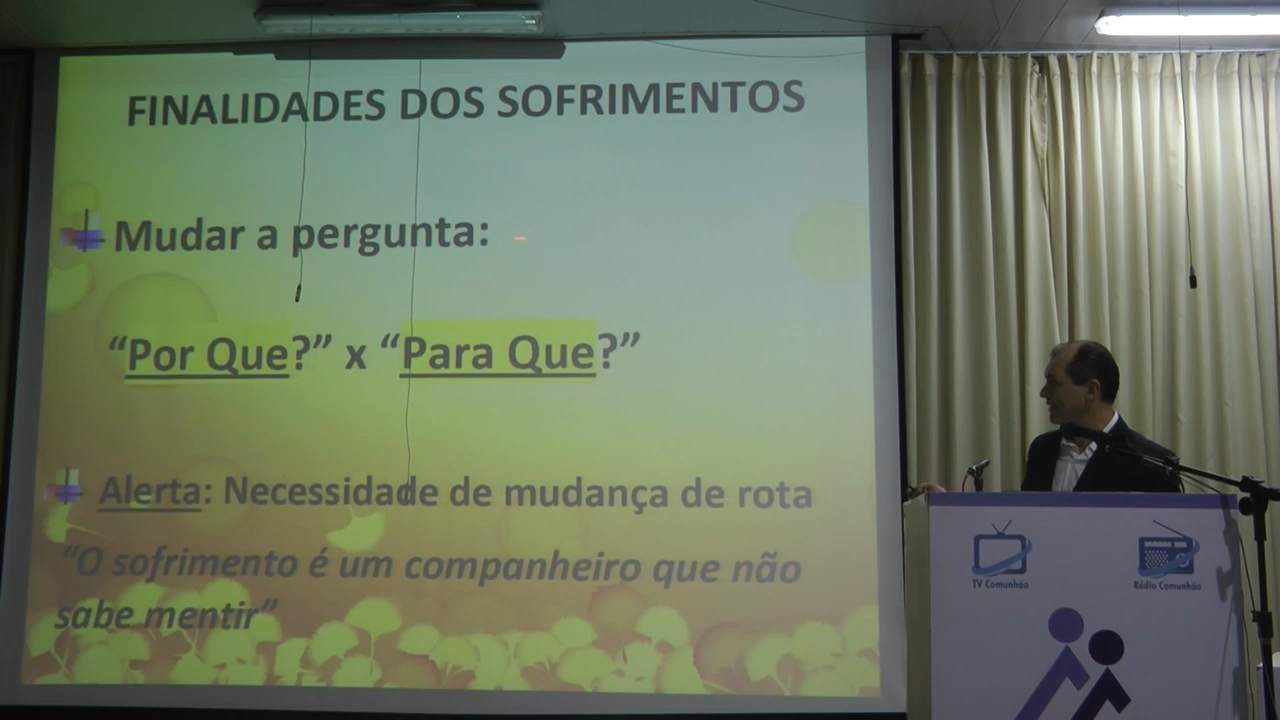 FINALIDADES DOS SOFRIMENTOS
Mudar a pergunta:
“Por Que?” x “Para Que?”
Alerta: Necessidade de mudança de rota
“O sofrimento é um companheiro que não
sabe mentir”
TV Comunhão
Rádio Comunhão